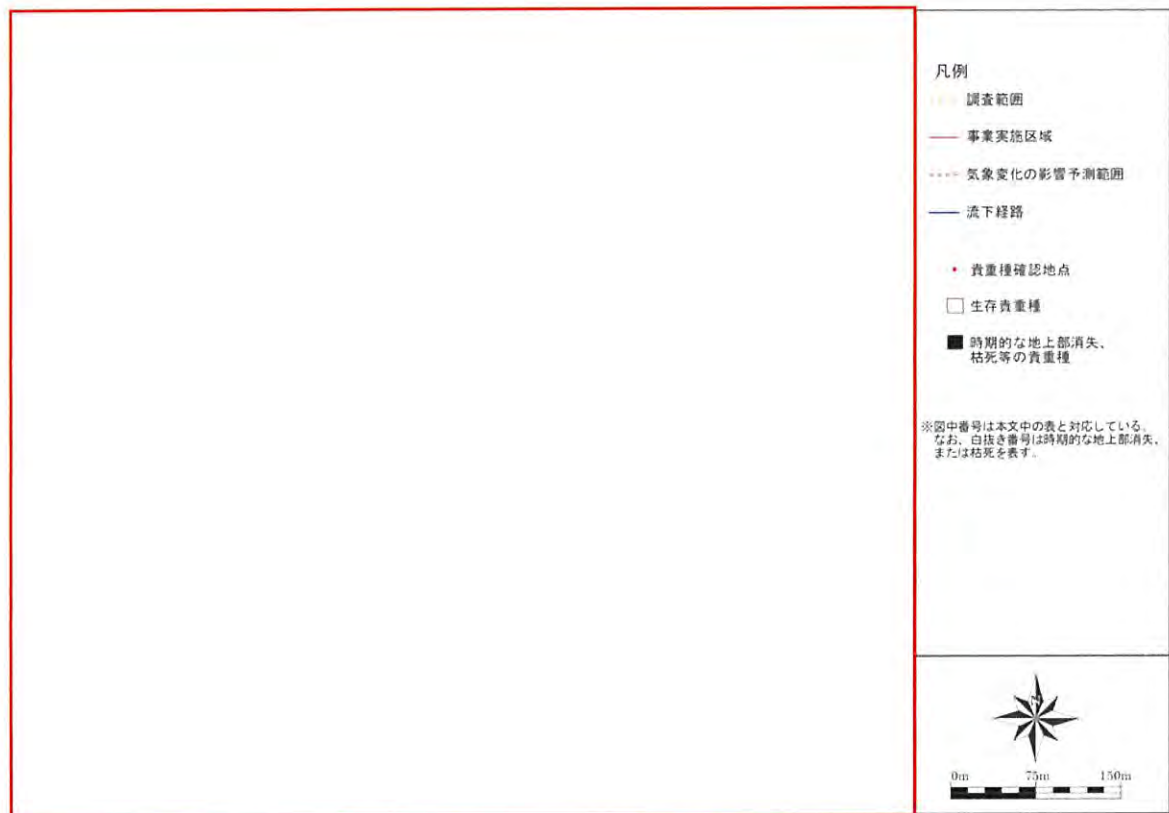 凡例
調査範囲
事業実施区域
気象変化の影響予測範囲
流下経路
貴重種確認地点
生存貴重種
時期的な地上部消失、
枯死等の貴重種
※図中番号は本文中の表と対応している。
なお、白抜き番号は時期的な地上部消失、
または枯死を表す。
N
0m 75m 150m